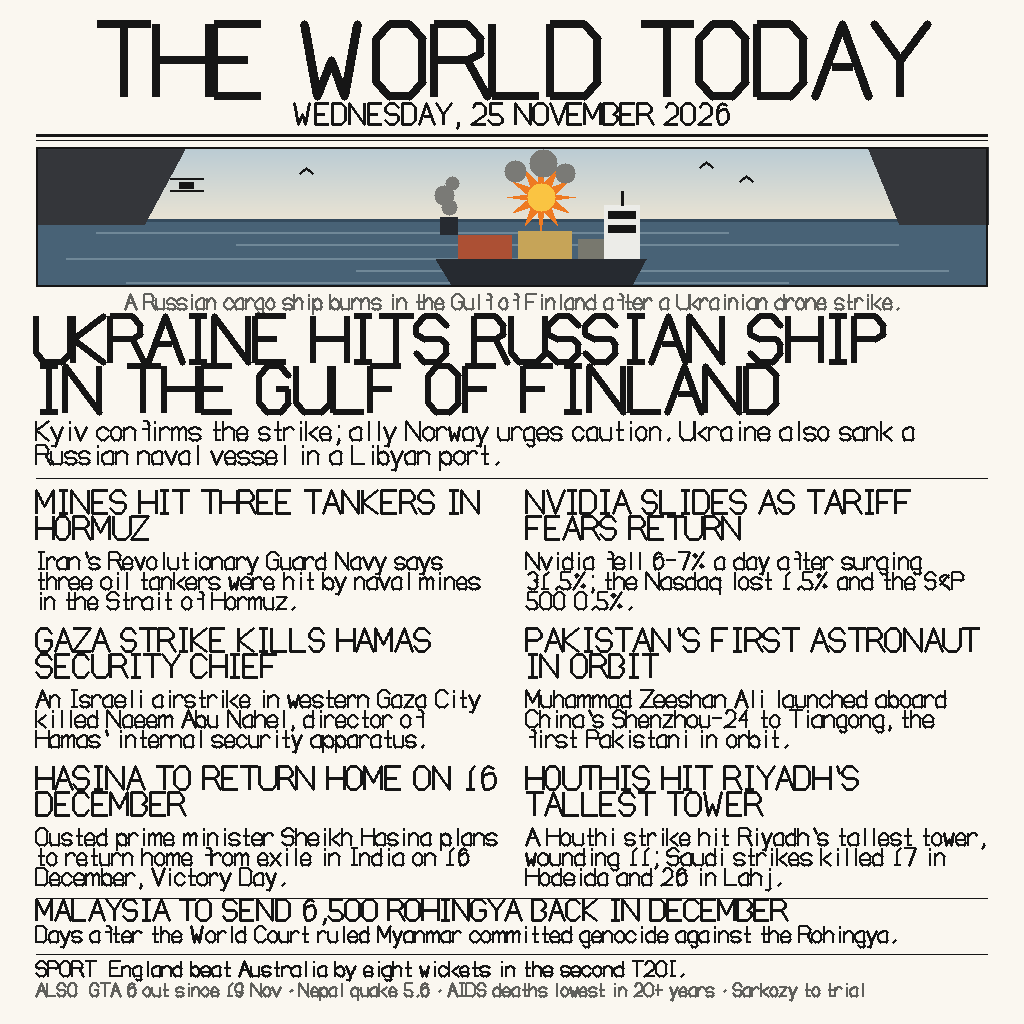 THE WORLD TODAY
WEDNESDAY, 25 NOVEMBER 2026
A Russian cargo ship burns in the Gulf of Finland after a Ukrainian drone strike.
UKRAINE HITS RUSSIAN SHIP
IN THE GULF OF FINLAND
Kyiv confirms the strike; ally Norway urges caution. Ukraine also sank a
Russian naval vessel in a Libyan port.
MINES HIT THREE TANKERS IN
HORMUZ
Iran's Revolutionary Guard Navy says
three oil tankers were hit by naval mines
in the Strait of Hormuz.
NVIDIA SLIDES AS TARIFF
FEARS RETURN
Nvidia fell 6-7% a day after surging
31.5%; the Nasdaq lost 1.5% and the S&P
500 0.5%.
GAZA STRIKE KILLS HAMAS
SECURITY CHIEF
An Israeli airstrike in western Gaza City
killed Naeem Abu Nahel, director of
Hamas' internal security apparatus.
PAKISTAN'S FIRST ASTRONAUT
IN ORBIT
Muhammad Zeeshan Ali launched aboard
China's Shenzhou-24 to Tiangong, the
first Pakistani in orbit.
HASINA TO RETURN HOME ON 16
DECEMBER
Ousted prime minister Sheikh Hasina plans
to return home from exile in India on 16
December, Victory Day.
HOUTHIS HIT RIYADH'S
TALLEST TOWER
A Houthi strike hit Riyadh's tallest tower,
wounding 11; Saudi strikes killed 17 in
Hodeida and 26 in Lahj.
MALAYSIA TO SEND 6,500 ROHINGYA BACK IN DECEMBER
Days after the World Court ruled Myanmar committed genocide against the Rohingya.
SPORT England beat Australia by eight wickets in the second T20I.
ALSO GTA 6 out since 19 Nov · Nepal quake 5.6 · AIDS deaths lowest in 20+ years · Sarkozy to trial